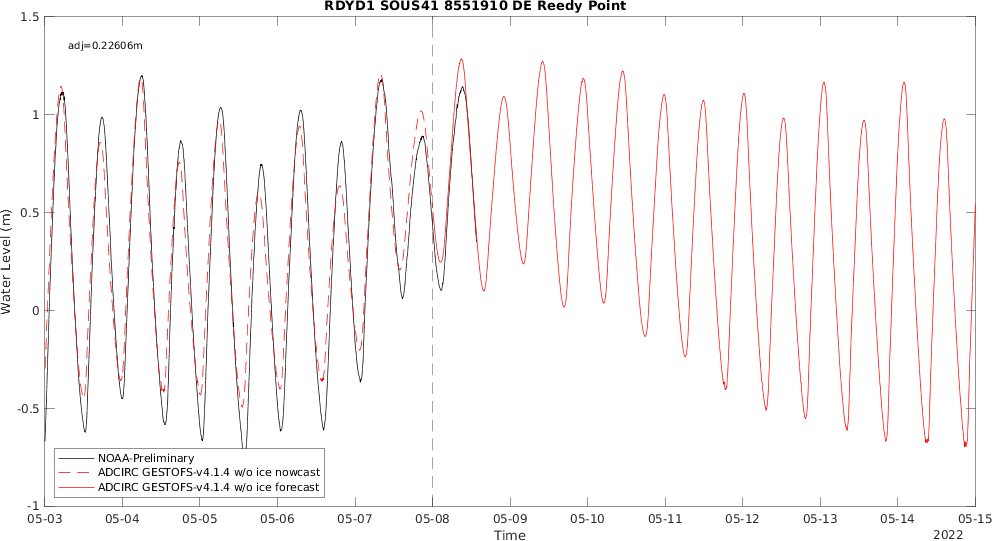 RDYD1 SOUS41 8551910 DE Reedy Point
adj=0.22606m
Water Level (m)
1.5
1
0.5
0
-0.5
-1
NOAA-Preliminary
ADCIRC GESTOFS-v4.1.4 w/o ice nowcast
ADCIRC GESTOFS-v4.1.4 w/o ice forecast
05-03 05-04 05-05 05-06 05-07 05-08 05-09 05-10 05-11 05-12 05-13 05-14 05-15
Time
2022